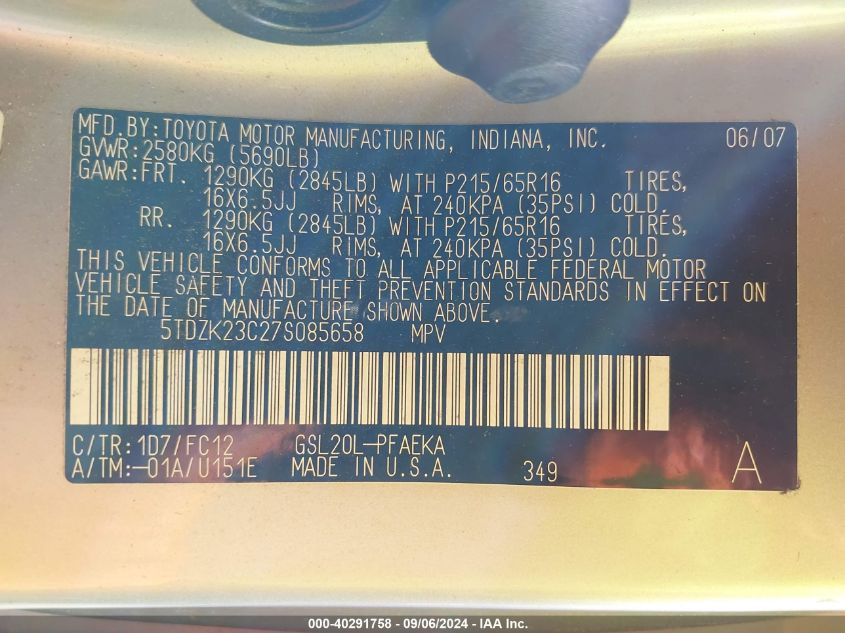 MFD.BY:TOYOTA MOTOR MANUFACTURING, INDIANA, INC. 06/07
GVWR:2580KG (5690LB)
GAWR:FRT. 1290KG (2845LB) WITH P215/65R16 TIRES,
16X6.5JJ RIMS, AT 240KPA (35PSI) COLD.
RR. 1290KG (2845LB) WITH P215/65R16 TIRES,
16X6.5JJ RIMS, AT 240KPA (35PSI) COLD.
THIS VEHICLE CONFORMS TO ALL APPLICABLE FEDERAL MOTOR
VEHICLE SAFETY AND THEFT PREVENTION STANDARDS IN EFFECT ON
THE DATE OF MANUFACTURE SHOWN ABOVE.
5TDZK23C27S085658 MPV
C/TR:1D7/FC12 GSL20L-PFAEKA
A/TM:-01A/U151E MADE IN U.S.A. 349 A
000-40291758 - 09/06/2024 - IAA Inc.